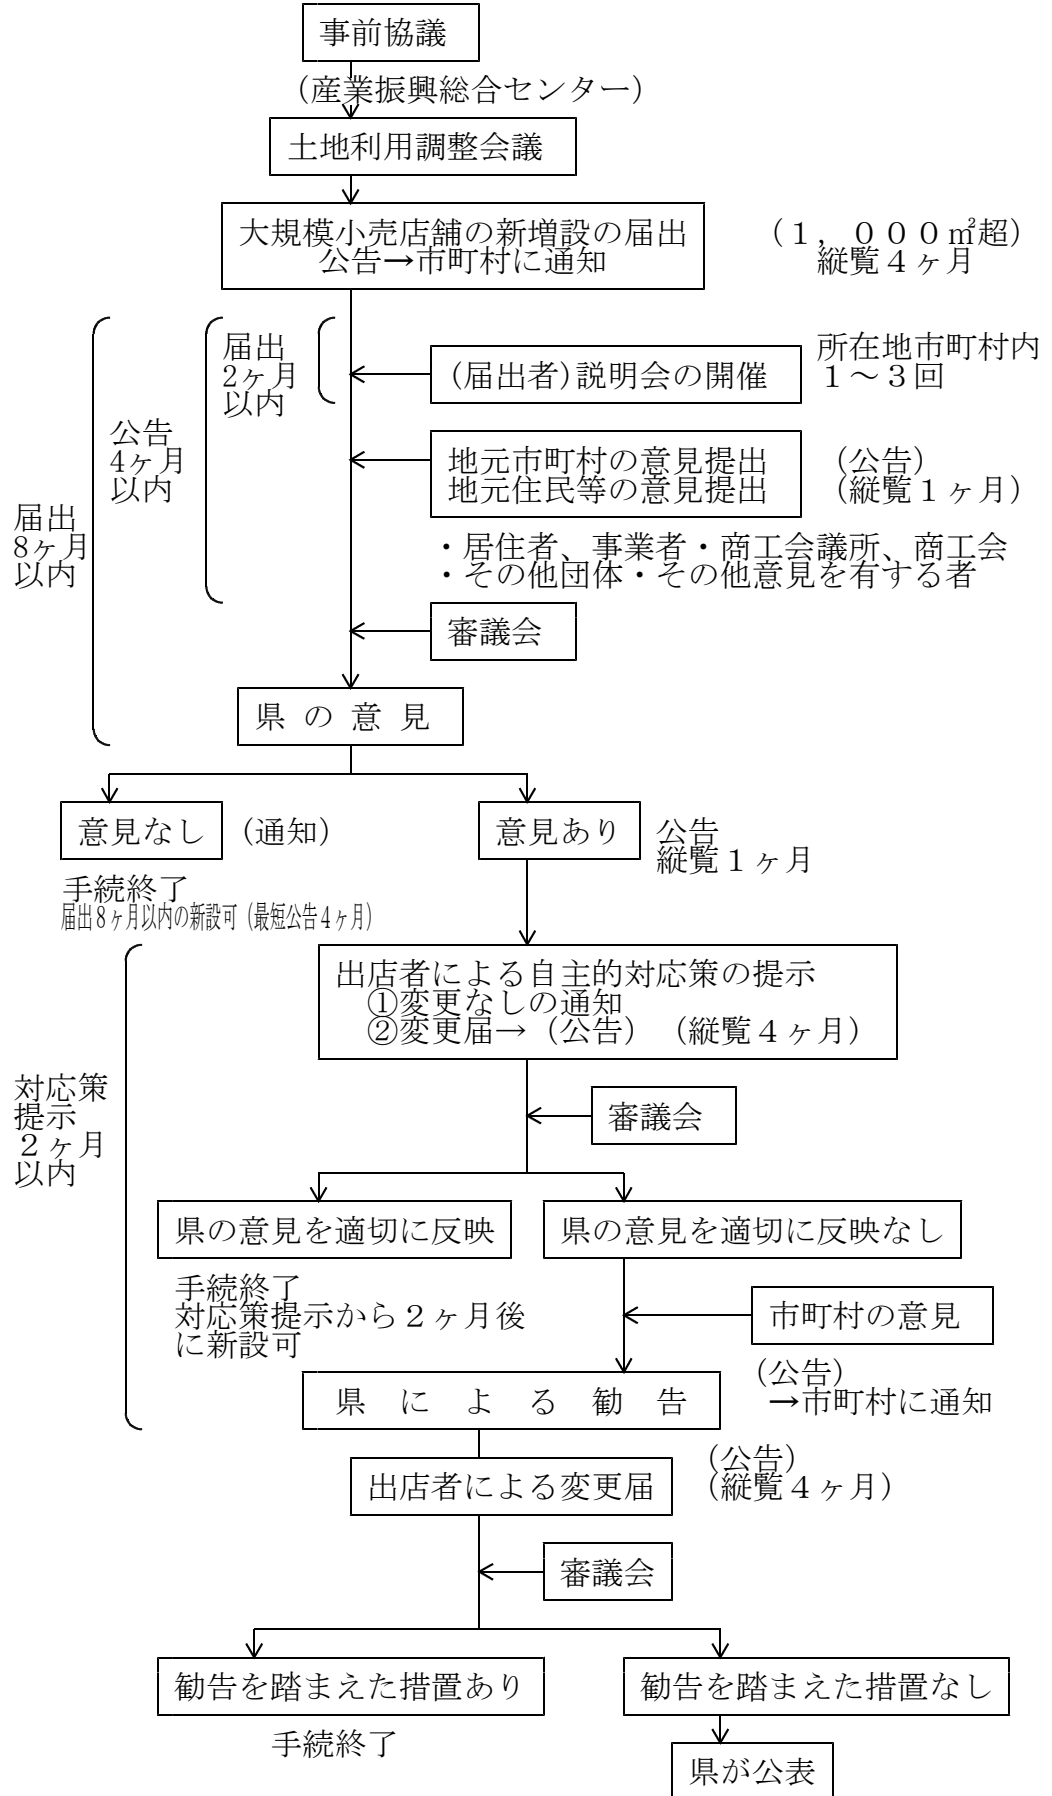 事前協議
(産業振興総合センター)
土地利用調整会議
大規模小売店舗の新増設の届出
公告→市町村に通知
(１，０００㎡超)
縦覧４ヶ月
届出
2ヶ月
以内
(届出者)説明会の開催
所在地市町村内
１～３回
公告
4ヶ月
以内
地元市町村の意見提出
地元住民等の意見提出
(公告)
(縦覧１ヶ月)
届出
8ヶ月
以内
・居住者、事業者・商工会議所、商工会
・その他団体・その他意見を有する者
審議会
県の意見
意見なし
(通知)
意見あり
公告
縦覧１ヶ月
手続終了
届出８ヶ月以内の新設可(最短公告４ヶ月)
出店者による自主的対応策の提示
①変更なしの通知
②変更届→(公告)(縦覧４ヶ月)
対応策
提示
２ヶ月
以内
審議会
県の意見を適切に反映
県の意見を適切に反映なし
手続終了
対応策提示から２ヶ月後
に新設可
市町村の意見
(公告)
→市町村に通知
県による勧告
(公告)
(縦覧４ヶ月)
出店者による変更届
審議会
勧告を踏まえた措置あり
勧告を踏まえた措置なし
手続終了
県が公表